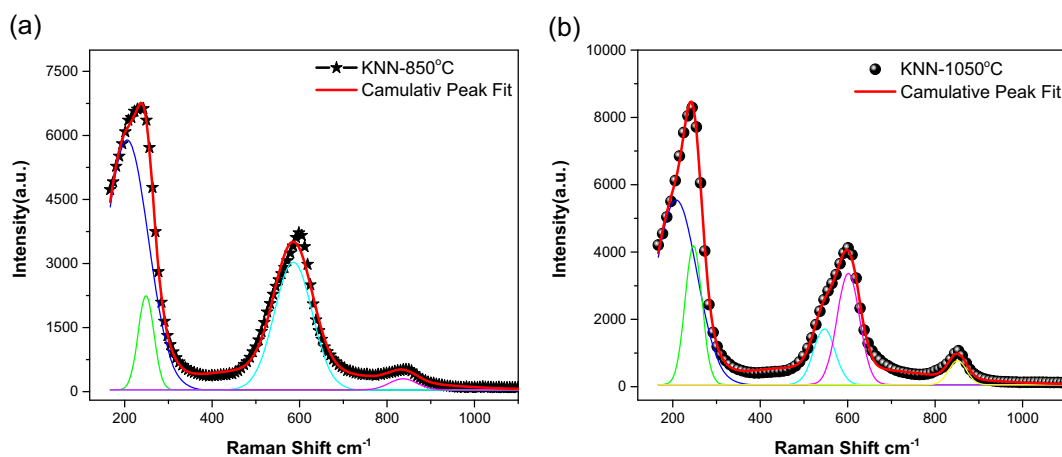 (a)
KNN-850°C
Camulativ Peak Fit
7500
6000
4500
3000
1500
0
Intensity(a.u.)
200 400 600 800 1000
Raman Shift cm-1
(b)
KNN-1050°C
Camulative Peak Fit
10000
8000
6000
4000
2000
0
Intensity(a.u.)
200 400 600 800 1000
Raman Shift cm-1